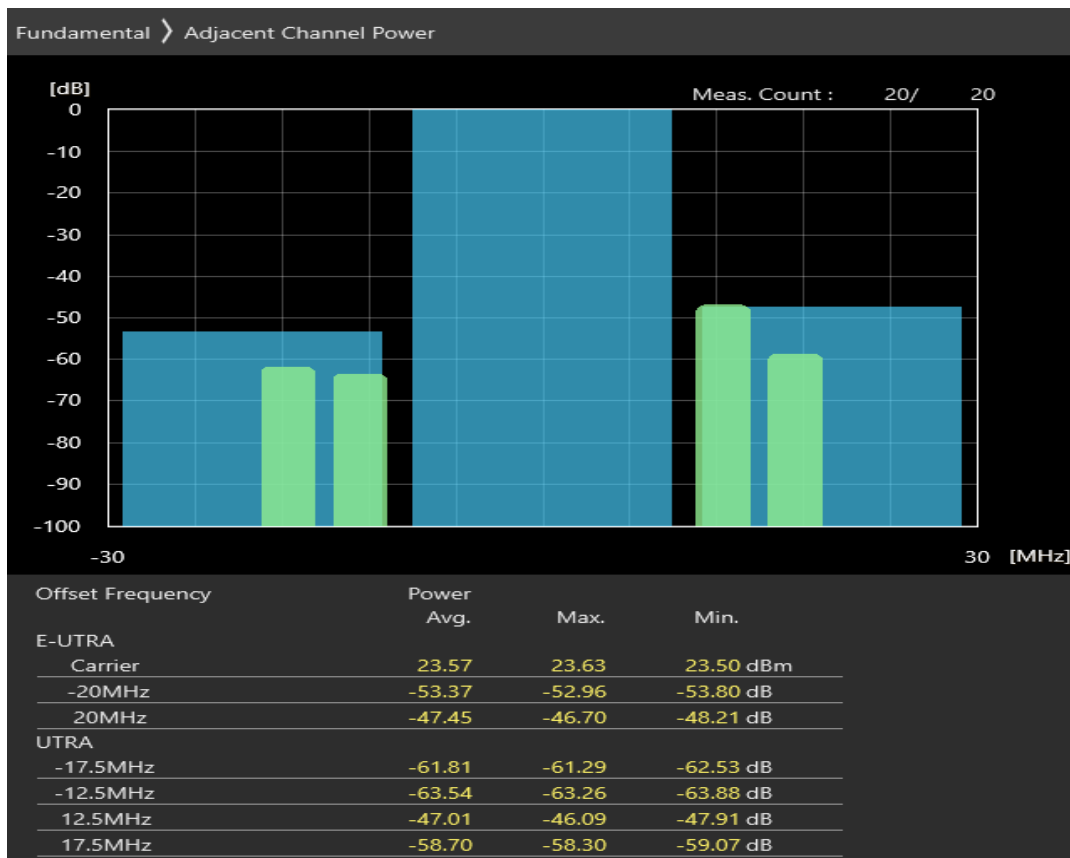 Fundamental ❭ Adjacent Channel Power
[dB]
Meas. Count : 20/ 20
0
-10
-20
-30
-40
-50
-60
-70
-80
-90
-100
-30 30 [MHz]
Offset Frequency Power
Avg. Max. Min.
E-UTRA
Carrier 23.57 23.63 23.50 dBm
-20MHz -53.37 -52.96 -53.80 dB
20MHz -47.45 -46.70 -48.21 dB
UTRA
-17.5MHz -61.81 -61.29 -62.53 dB
-12.5MHz -63.54 -63.26 -63.88 dB
12.5MHz -47.01 -46.09 -47.91 dB
17.5MHz -58.70 -58.30 -59.07 dB